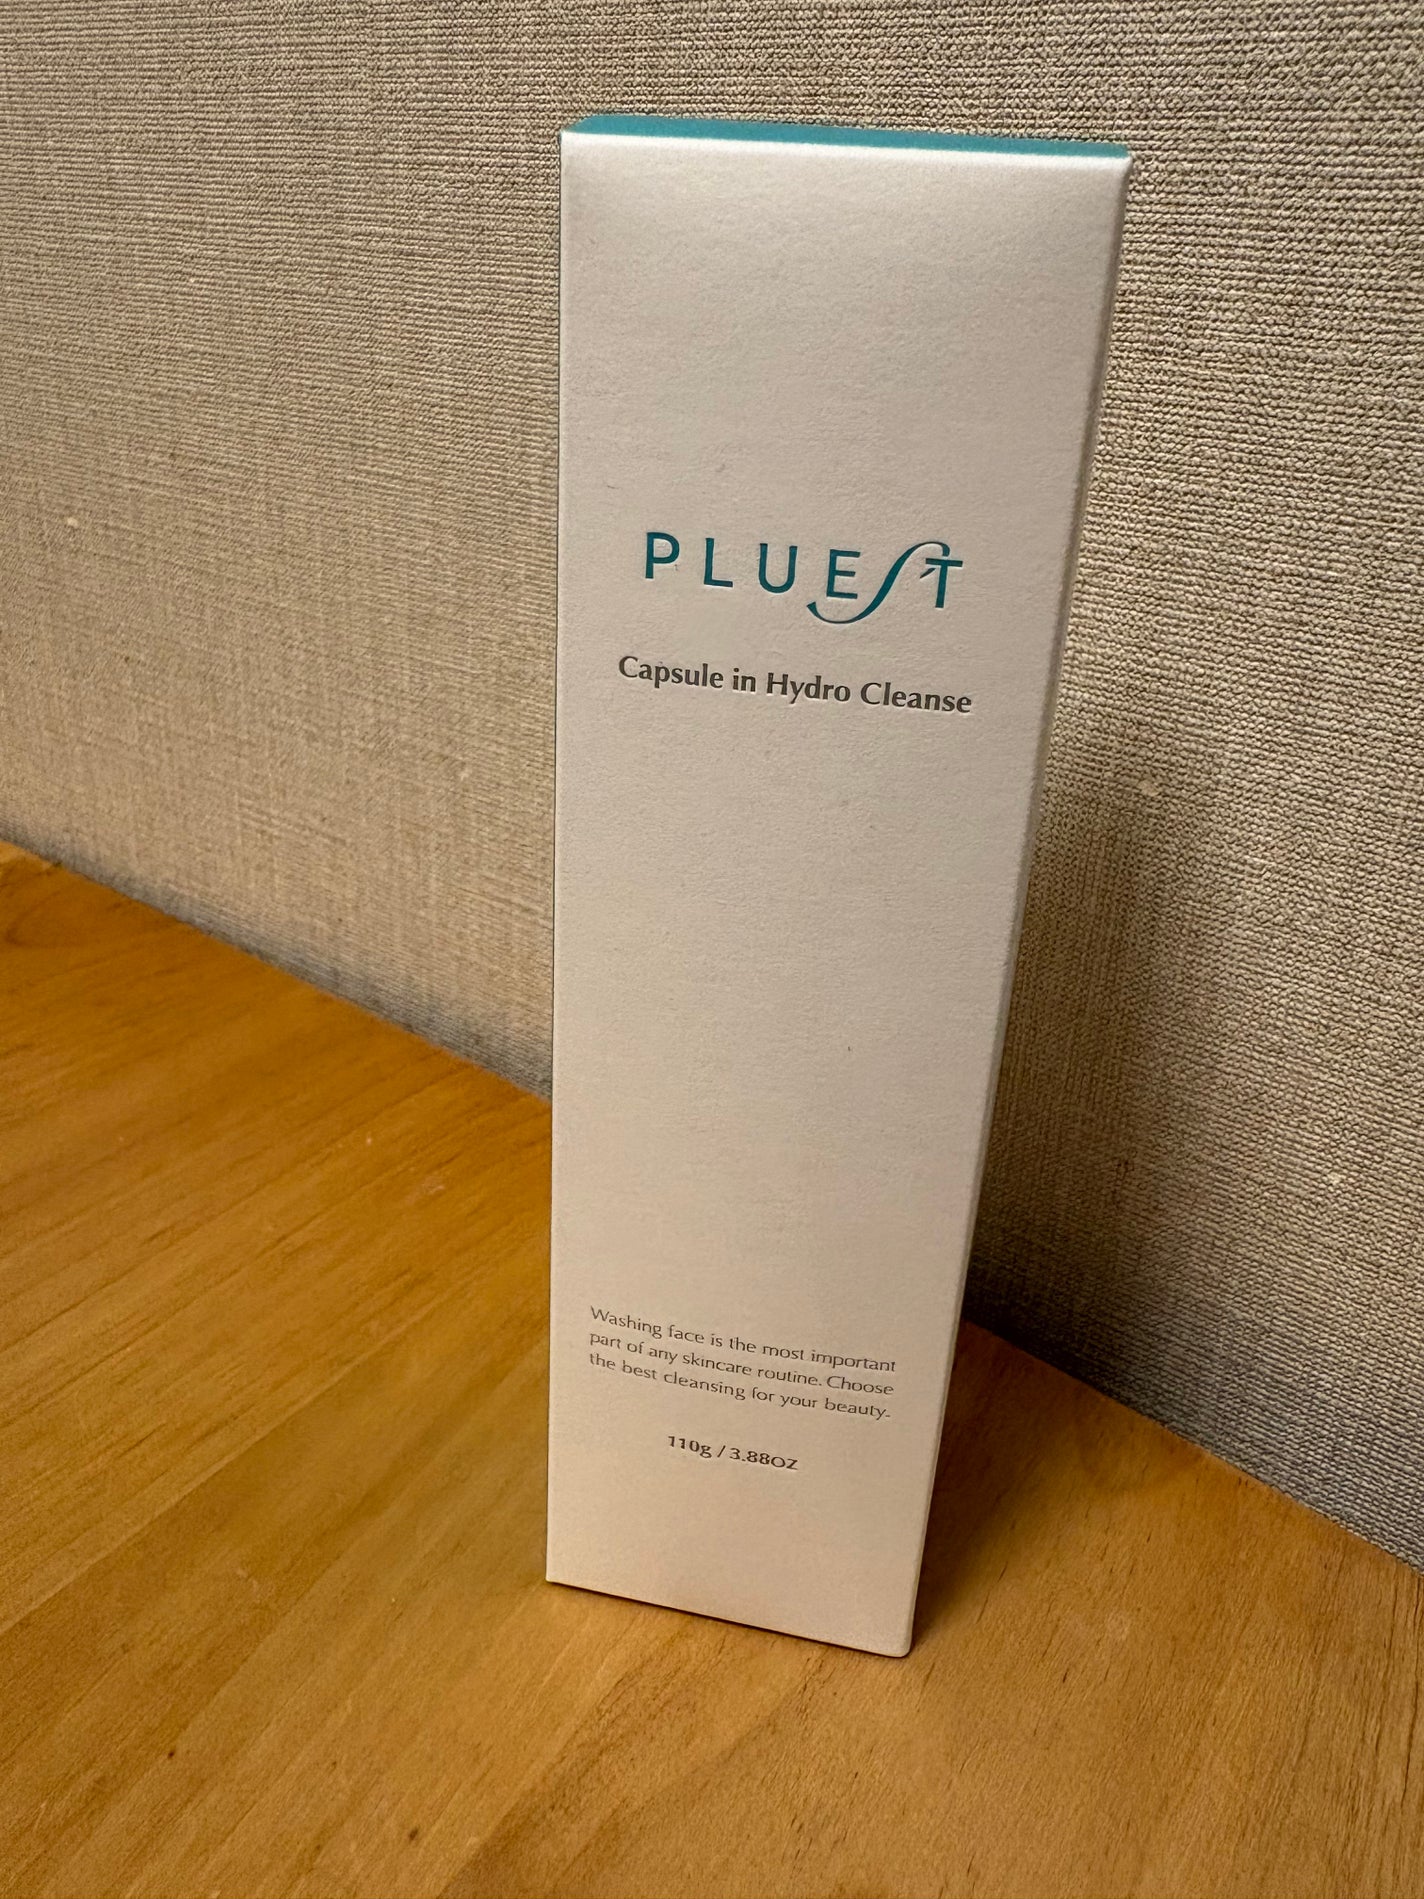 PLUEST
Capsule in Hydro Cleanse
Washing face is the most important
part of any skincare routine. Choose
the best cleansing for your beauty.
110g / 3.88OZ